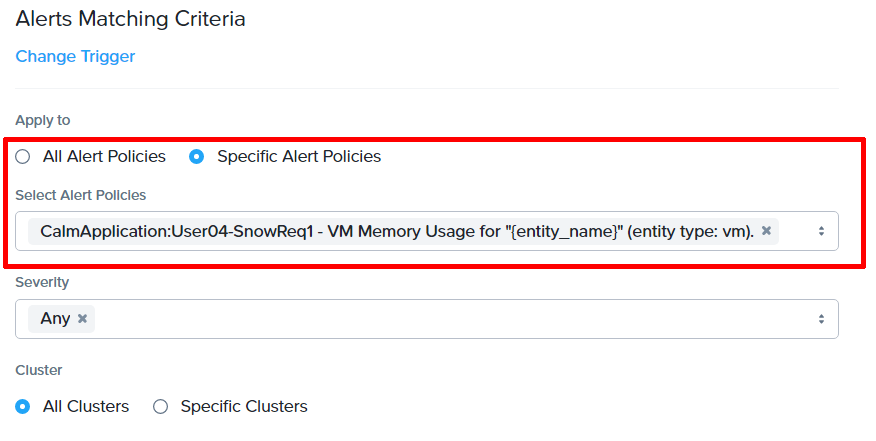 Alerts Matching Criteria
Change Trigger
Apply to
All Alert Policies Specific Alert Policies
Select Alert Policies
CalmApplication:User04-SnowReq1 - VM Memory Usage for "{entity_name}" (entity type: vm).
Severity
Any
Cluster
All Clusters Specific Clusters